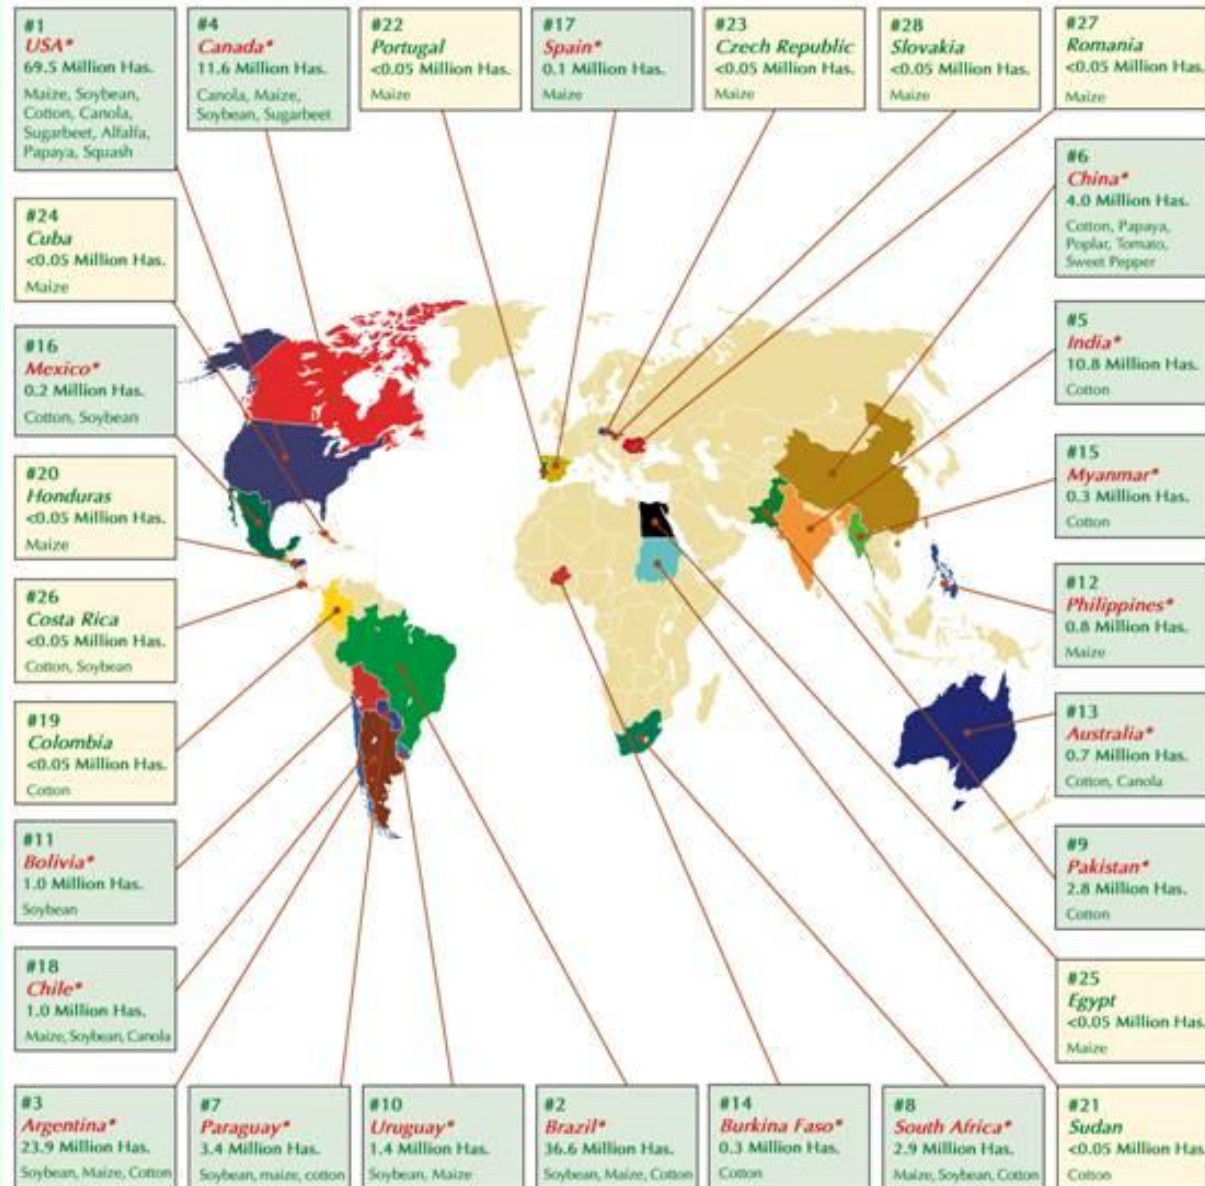 #1
USA*
69.5 Million Has.
Maize, Soybean,
Cotton, Canola,
Sugarbeet, Alfalfa,
Papaya, Squash
#4
Canada*
11.6 Million Has.
Canola, Maize,
Soybean, Sugarbeet
#22
Portugal
<0.05 Million Has.
Maize
#17
Spain*
0.1 Million Has.
Maize
#23
Czech Republic
<0.05 Million Has.
Maize
#28
Slovakia
<0.05 Million Has.
Maize
#27
Romania
<0.05 Million Has.
Maize
#6
China*
4.0 Million Has.
Cotton, Papaya,
Poplar, Tomato,
Sweet Pepper
#24
Cuba
<0.05 Million Has.
Maize
#5
India*
10.8 Million Has.
Cotton
#16
Mexico*
0.2 Million Has.
Cotton, Soybean
#15
Myanmar*
0.3 Million Has.
Cotton
#20
Honduras
<0.05 Million Has.
Maize
#12
Philippines*
0.8 Million Has.
Maize
#26
Costa Rica
<0.05 Million Has.
Cotton, Soybean
#13
Australia*
0.7 Million Has.
Cotton, Canola
#19
Colombia
<0.05 Million Has.
Cotton
#9
Pakistan*
2.8 Million Has.
Cotton
#11
Bolivia*
1.0 Million Has.
Soybean
#25
Egypt
<0.05 Million Has.
Maize
#18
Chile*
1.0 Million Has.
Maize, Soybean, Canola
#3
Argentina*
23.9 Million Has.
Soybean, Maize, Cotton
#7
Paraguay*
3.4 Million Has.
Soybean, maize, cotton
#10
Uruguay*
1.4 Million Has.
Soybean, Maize
#2
Brazil*
36.6 Million Has.
Soybean, Maize, Cotton
#14
Burkina Faso*
0.3 Million Has.
Cotton
#8
South Africa*
2.9 Million Has.
Maize, Soybean, Cotton
#21
Sudan
<0.05 Million Has.
Cotton